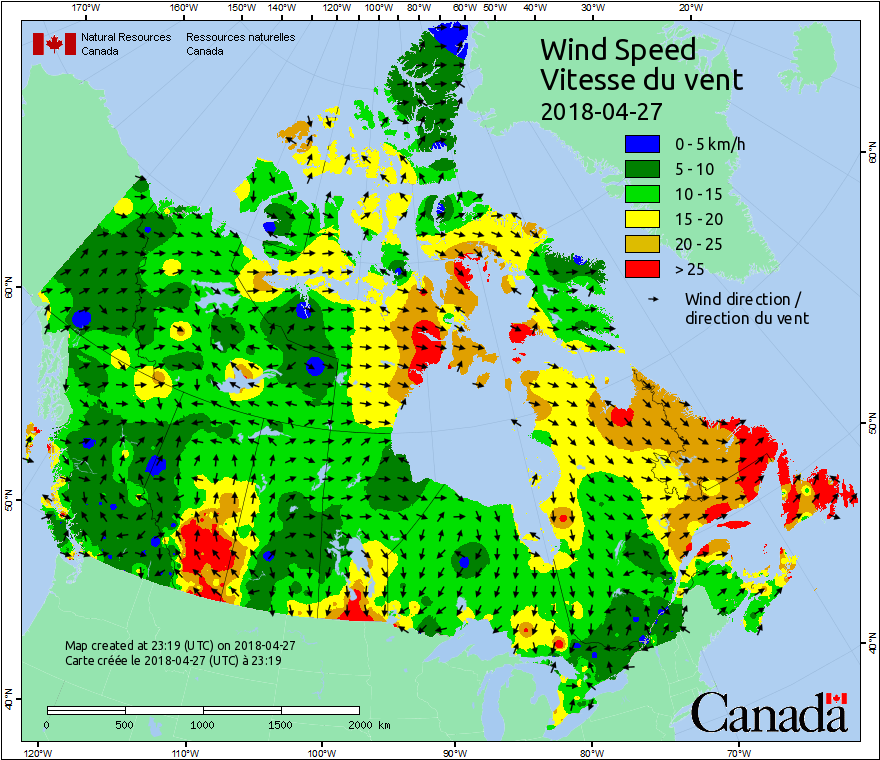 170°W 160°W 150°W 140°W 130°W 120°W 110°W 100°W 90°W 80°W 70°W 60°W 50°W 40°W 30°W 20°W
Natural Resources Ressources naturelles
Canada Canada
Wind Speed
Vitesse du vent
2018-04-27
0 - 5 km/h
5 - 10
10 - 15
15 - 20
20 - 25
> 25
Wind direction /
direction du vent
60°N
60°N
50°N
50°N
40°N
40°N
Map created at 23:19 (UTC) on 2018-04-27
Carte créée le 2018-04-27 (UTC) à 23:19
0 500 1000 1500 2000 km
Canada
120°W 110°W 100°W 90°W 80°W 70°W